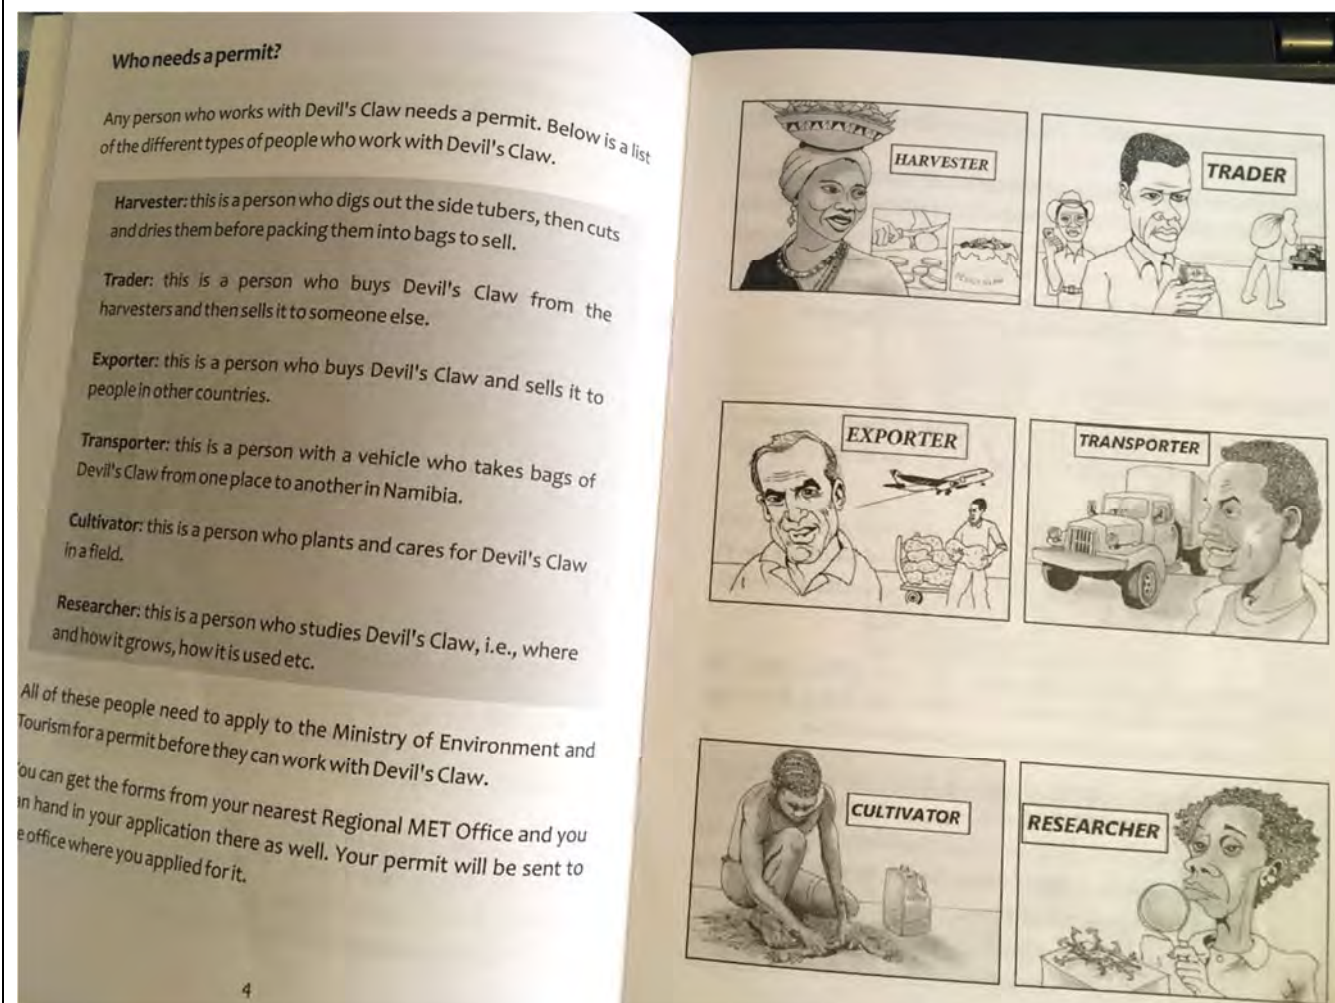 Who needs a permit?
Any person who works with Devil's Claw needs a permit. Below is a list
of the different types of people who work with Devil's Claw.
Harvester: this is a person who digs out the side tubers, then cuts
and dries them before packing them into bags to sell.
Trader: this is a person who buys Devil's Claw from the
harvesters and then sells it to someone else.
Exporter: this is a person who buys Devil's Claw and sells it to
people in other countries.
Transporter: this is a person with a vehicle who takes bags of
Devil's Claw from one place to another in Namibia.
Cultivator: this is a person who plants and cares for Devil's Claw
in a field.
Researcher: this is a person who studies Devil's Claw, i.e., where
and how it grows, how it is used etc.
All of these people need to apply to the Ministry of Environment and
Tourism for a permit before they can work with Devil's Claw.
ou can get the forms from your nearest Regional MET Office and you
n hand in your application there as well. Your permit will be sent to
e office where you applied for it.
4
HARVESTER
DEVILS CLAW
TRADER
EXPORTER
TRANSPORTER
CULTIVATOR
RESEARCHER